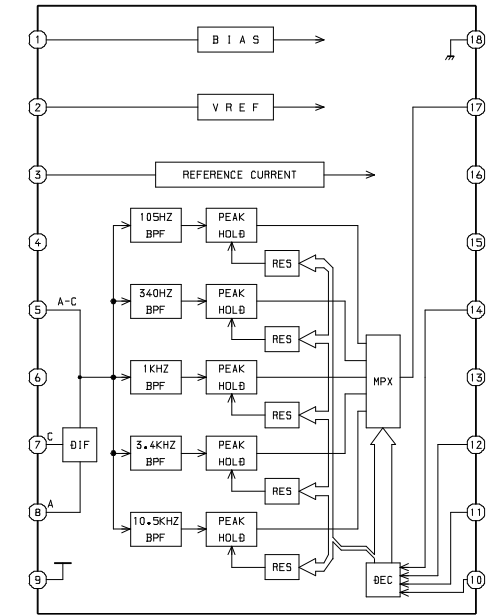 1
BIAS
18
2
VREF
17
3
REFERENCE CURRENT
16
105HZ
BPF
PEAK
HOLD
4
15
RES
340HZ
BPF
PEAK
HOLD
A-C
5
14
RES
1KHZ
BPF
PEAK
HOLD
MPX
6
13
RES
C
7
DIF
3.4KHZ
BPF
PEAK
HOLD
12
RES
A
8
11
10.5KHZ
BPF
PEAK
HOLD
RES
DEC
9
10